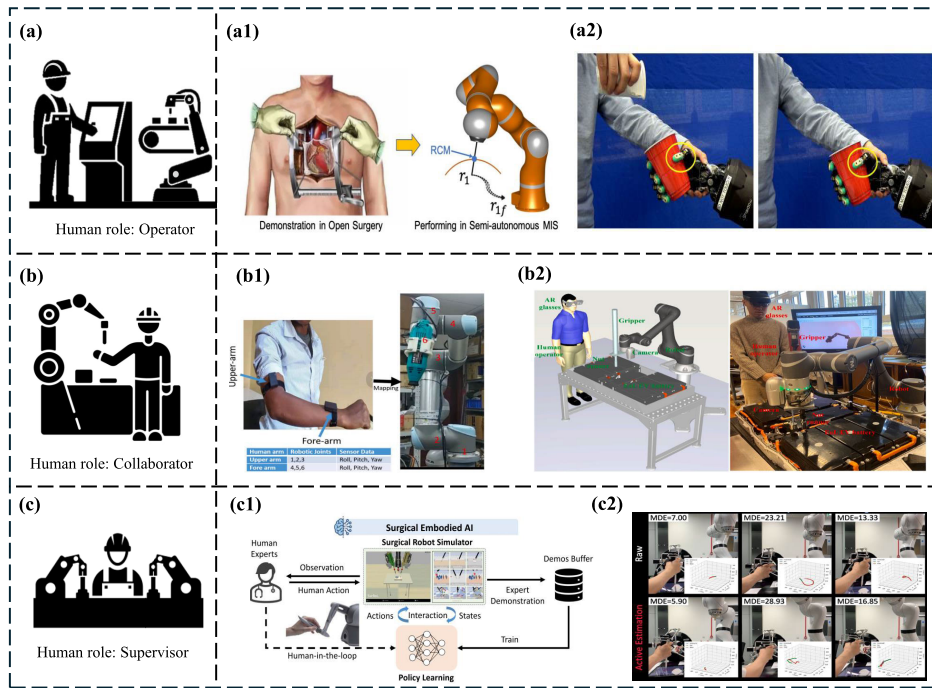 (a)
Human role: Operator
(a1)
RCM
r1
r1f
Demonstration in Open Surgery
Performing in Semi-autonomous MIS
(a2)
(b)
Human role: Collaborator
(b1)
Upper-arm
Fore-arm
Mapping
Human arm Robotic Joints Sensor Data
Upper arm 1,2,3 Roll, Pitch, Yaw
Fore arm 4,5,6 Roll, Pitch, Yaw
5
4
6
(b2)
AR
glasses
Gripper
Human
operator
Camera
AR
glasses
Gripper
(c)
Human role: Supervisor
(c1)
Surgical Embodied AI
Surgical Robot Simulator
Human
Experts
Observation
Human Action
Demos Buffer
Expert
Demonstration
Actions
Interaction
States
Train
Human-in-the-loop
Policy Learning
(c2)
Raw
MDE=7.00
MDE=23.21
MDE=13.33
Active Estimation
MDE=5.90
MDE=28.93
MDE=16.85